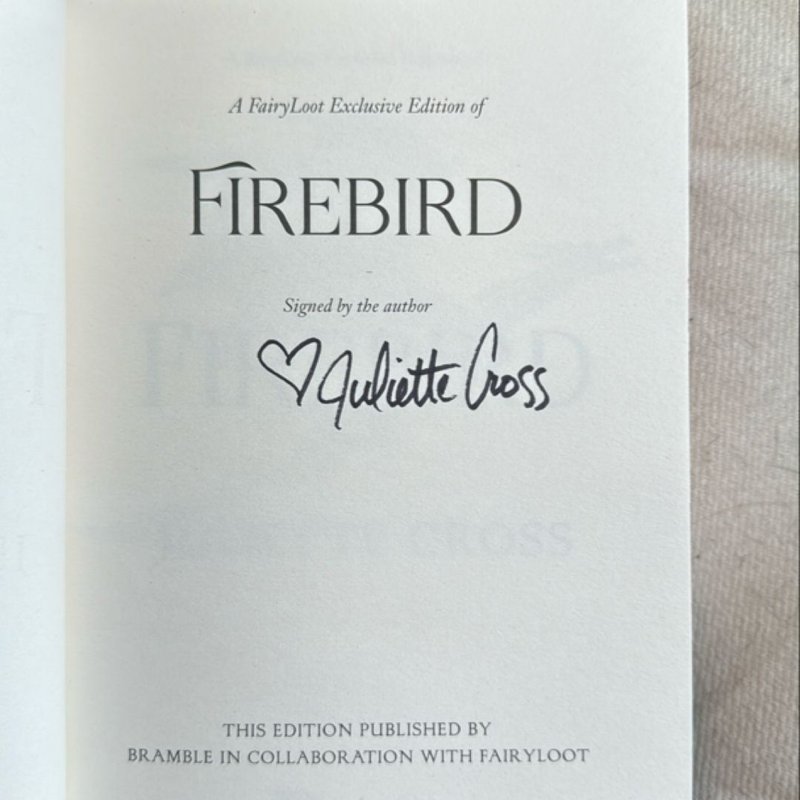 A FairyLoot Exclusive Edition of
FIREBIRD
Signed by the author
♡ Juliette Cross
THIS EDITION PUBLISHED BY
BRAMBLE IN COLLABORATION WITH FAIRYLOOT